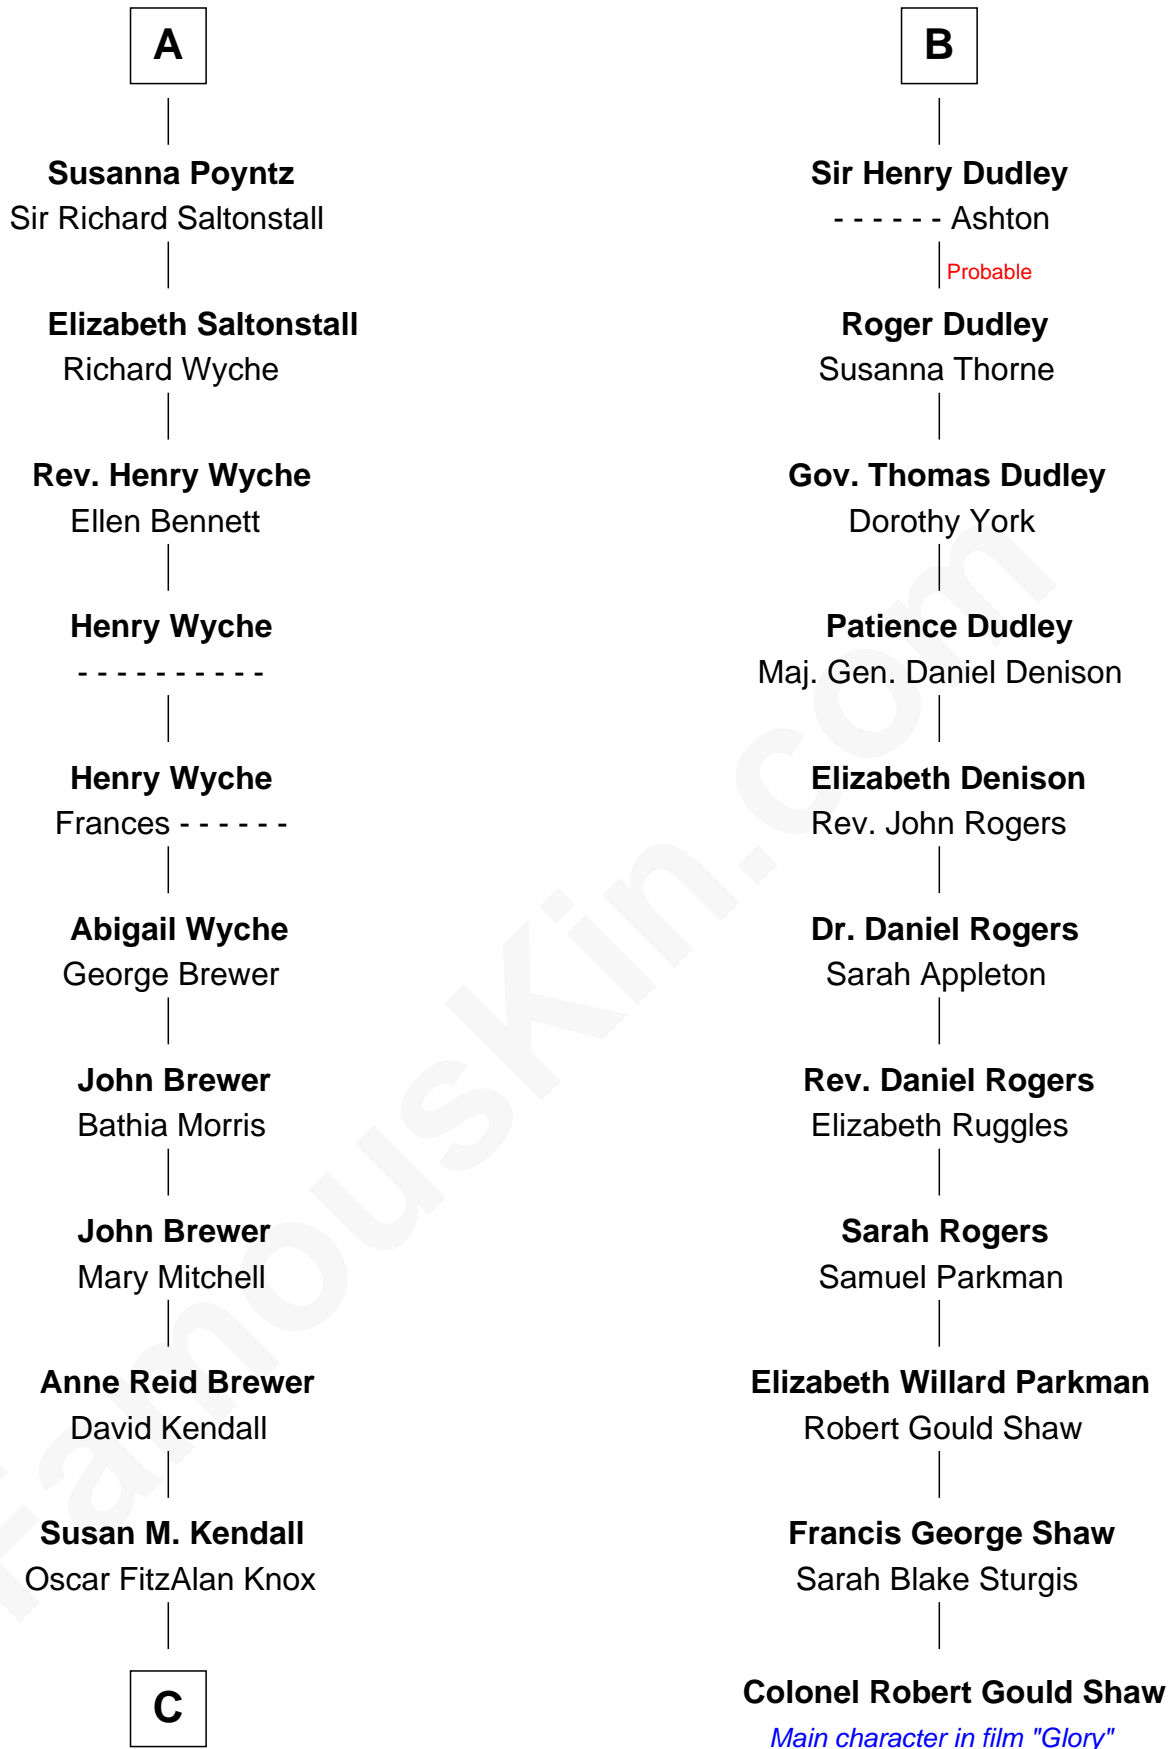 A
Susanna Poyntz
Sir Richard Saltonstall
Elizabeth Saltonstall
Richard Wyche
Rev. Henry Wyche
Ellen Bennett
Henry Wyche
- - - - - - - - - -
Henry Wyche
Frances - - - - - -
Abigail Wyche
George Brewer
John Brewer
Bathia Morris
John Brewer
Mary Mitchell
Anne Reid Brewer
David Kendall
Susan M. Kendall
Oscar FitzAlan Knox
C
B
Sir Henry Dudley
- - - - - - Ashton
Probable
Roger Dudley
Susanna Thorne
Gov. Thomas Dudley
Dorothy York
Patience Dudley
Maj. Gen. Daniel Denison
Elizabeth Denison
Rev. John Rogers
Dr. Daniel Rogers
Sarah Appleton
Rev. Daniel Rogers
Elizabeth Ruggles
Sarah Rogers
Samuel Parkman
Elizabeth Willard Parkman
Robert Gould Shaw
Francis George Shaw
Sarah Blake Sturgis
Colonel Robert Gould Shaw
Main character in film "Glory"
FamousKin.com